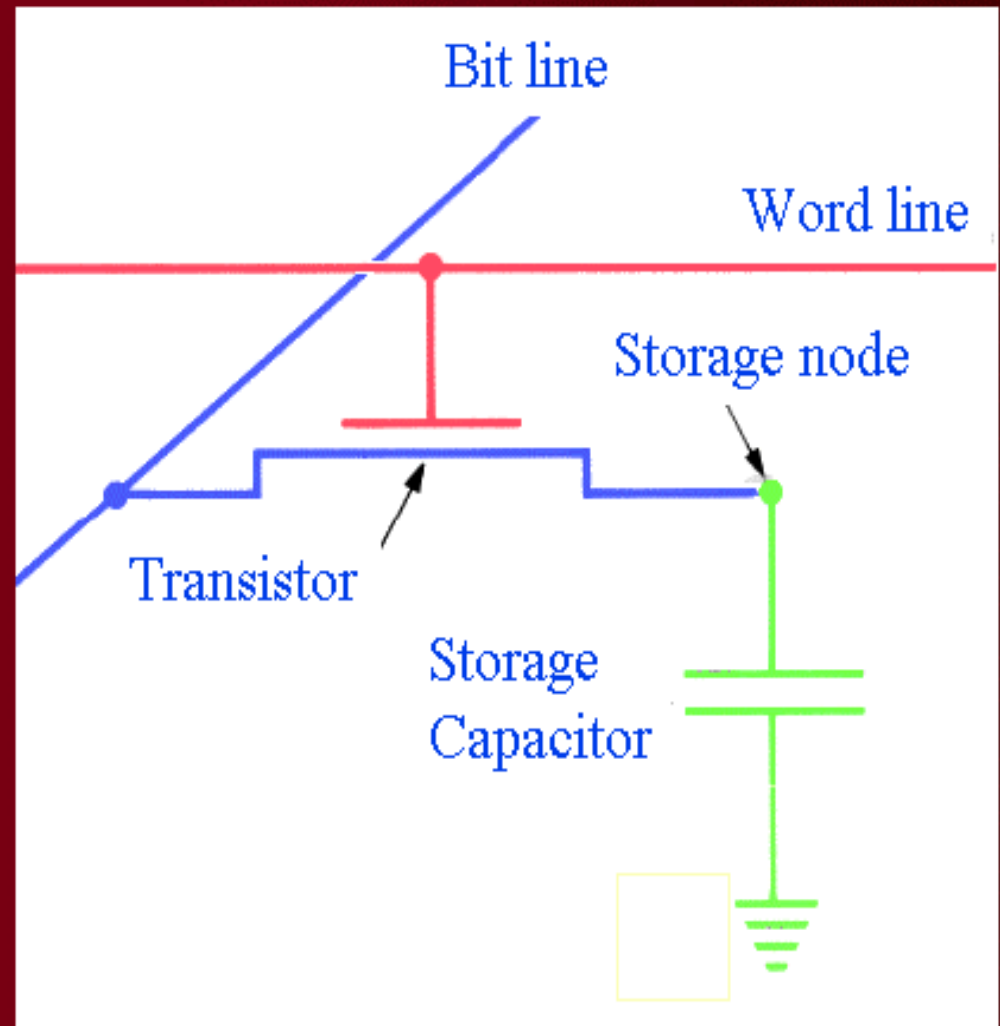 Bit line
Word line
Storage node
Transistor
Storage
Capacitor